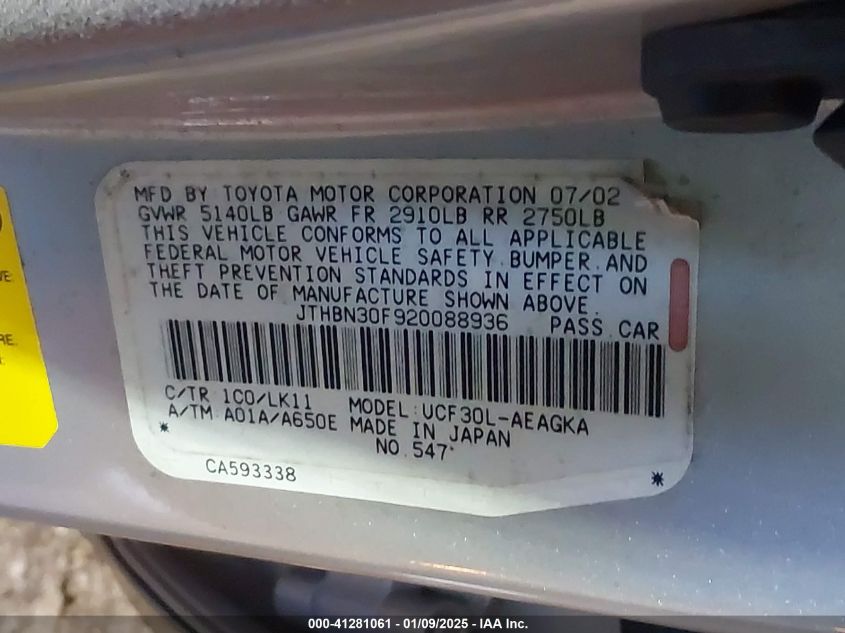 MFD BY TOYOTA MOTOR CORPORATION 07/02
GVWR 5140LB GAWR FR 2910LB RR 2750LB
THIS VEHICLE CONFORMS TO ALL APPLICABLE
FEDERAL MOTOR VEHICLE SAFETY, BUMPER, AND
THEFT PREVENTION STANDARDS IN EFFECT ON
THE DATE OF MANUFACTURE SHOWN ABOVE.
JTHBN30F920088936 PASS.CAR
C/TR 1C0/LK11 MODEL:UCF30L-AEAGKA
A/TM A01A/A650E MADE IN JAPAN
* NO.547
CA593338 *
000-41281061 - 01/09/2025 - IAA Inc.